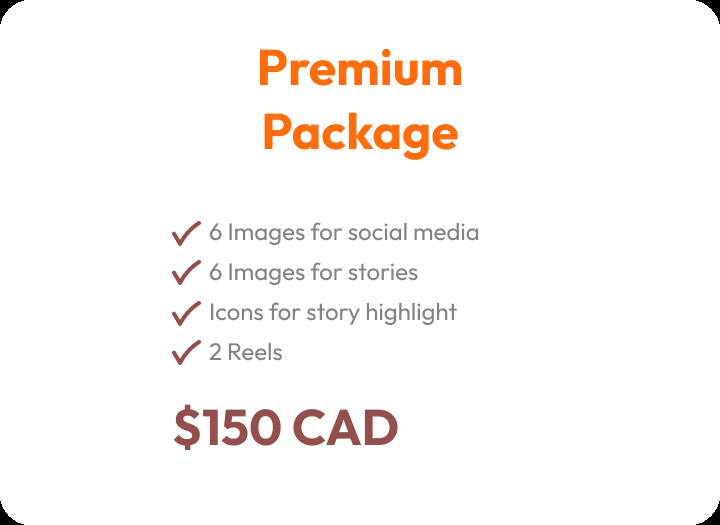 Premium
Package
6 Images for social media
6 Images for stories
Icons for story highlight
2 Reels
$150 CAD